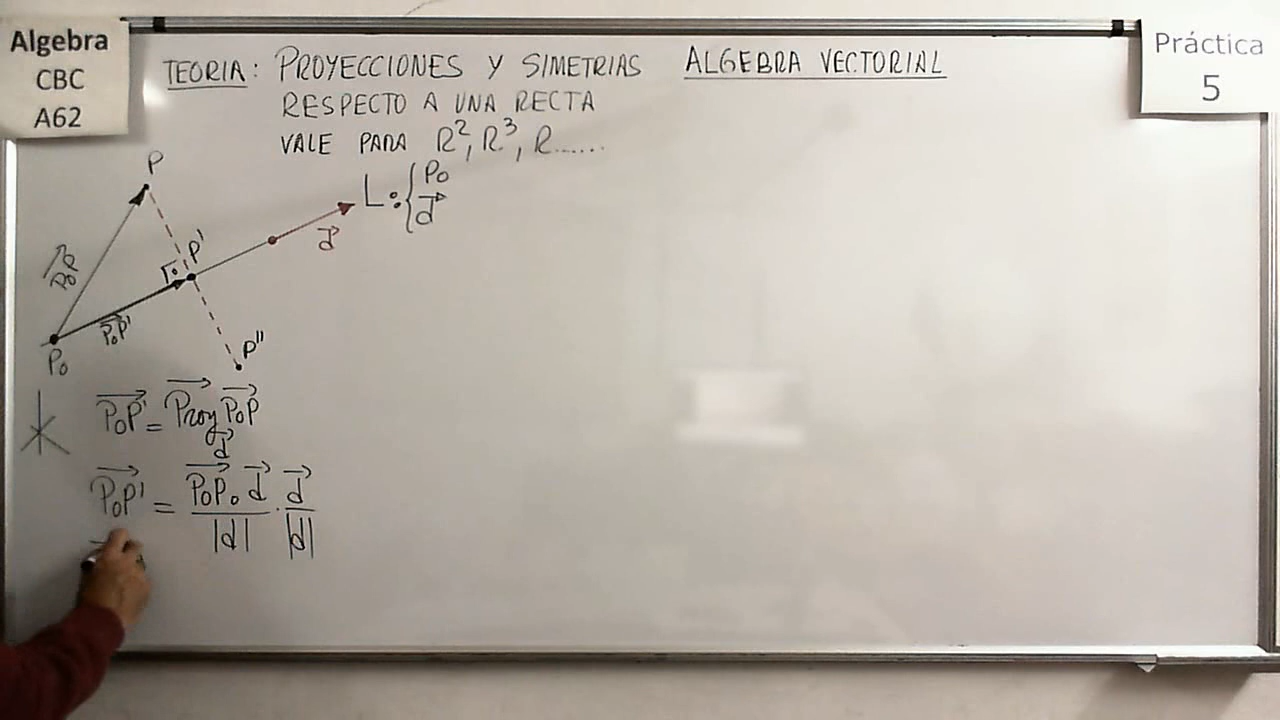 Algebra
CBC
A62
Práctica
5
TEORIA: PROYECCIONES Y SIMETRIAS ALGEBRA VECTORIAL
RESPECTO A UNA RECTA
VALE PARA R², R³, R......
P
L: { P₀
d⃗
P₀P⃗
P'
d⃗
P₀P'⃗
P₀
P"
P₀P'⃗ = Proy⃗ P₀P⃗
d⃗
P₀P'⃗ = P₀P⃗ . d⃗ / |d| . d⃗ / |d|